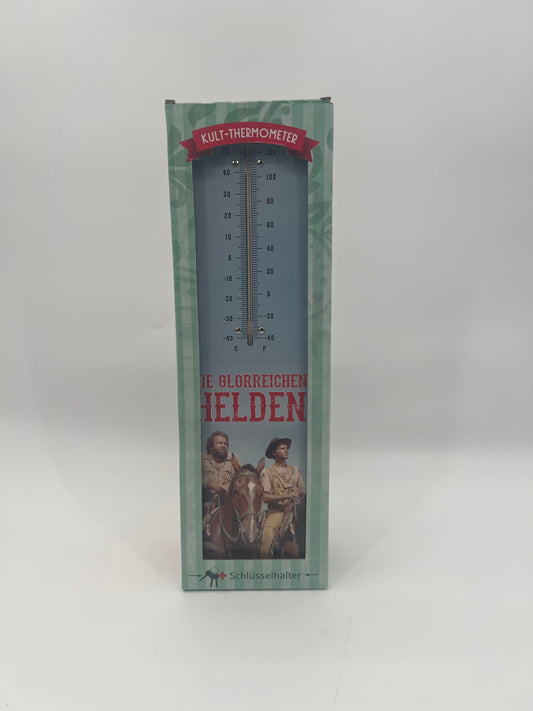 KULT-THERMOMETER
50 120
40 100
30 80
20 60
10 40
0 20
-10 0
-20 -20
-30 -40
-40
C F
IE GLORREICHEN
HELDEN
+ Schlüsselhalter